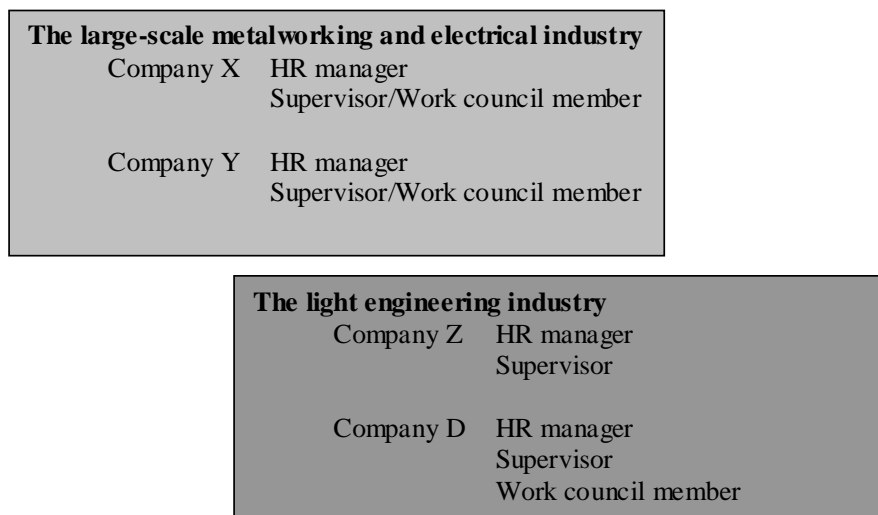 The large-scale metalworking and electrical industry
Company X HR manager
Supervisor/Work council member
Company Y HR manager
Supervisor/Work council member
The light engineering industry
Company Z HR manager
Supervisor
Company D HR manager
Supervisor
Work council member